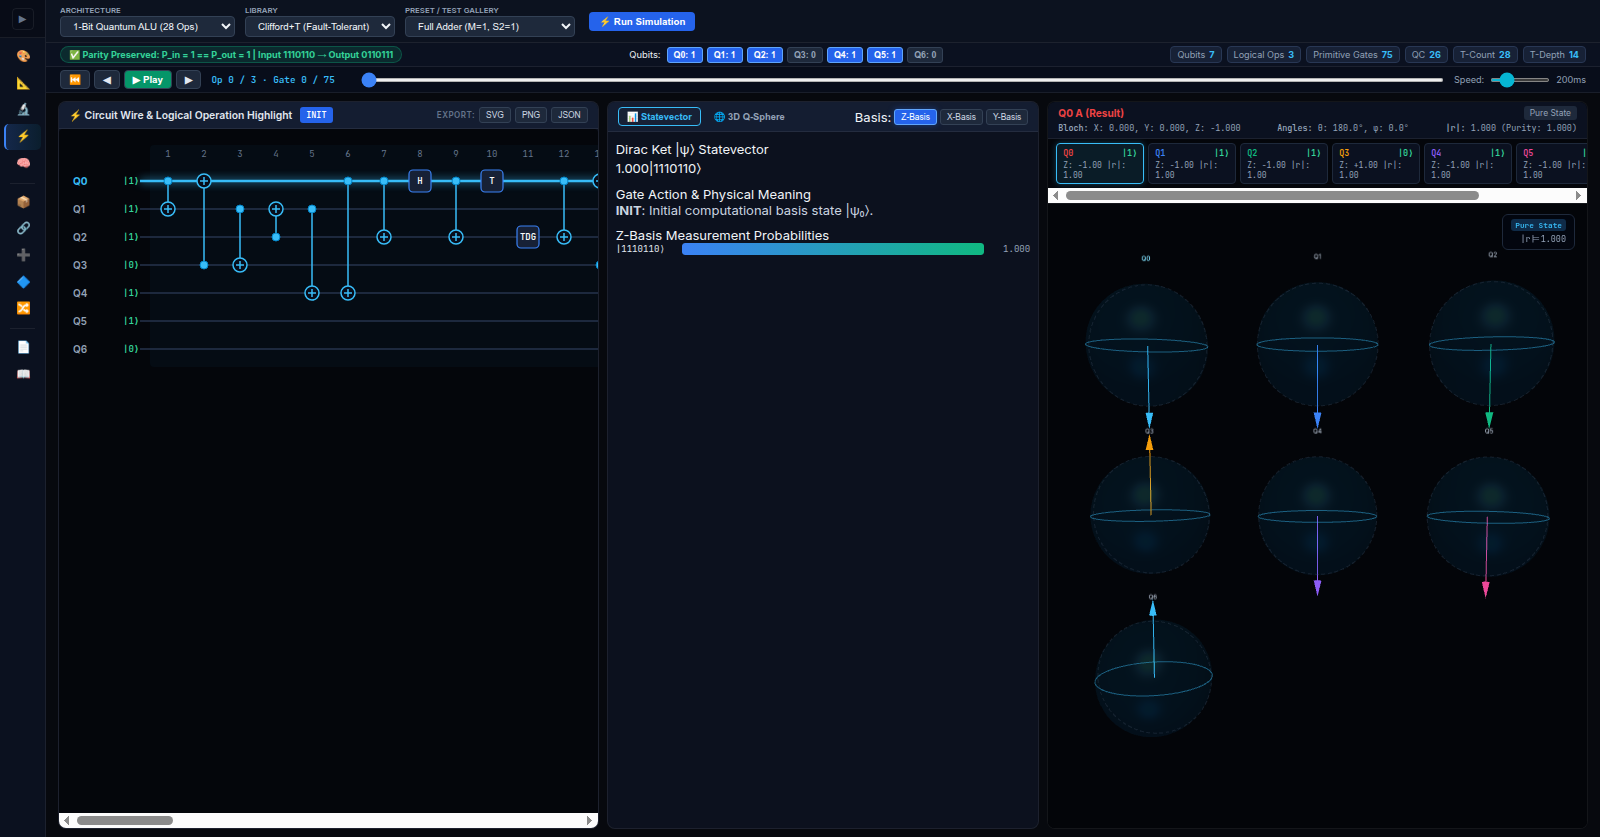 ARCHITECTURE
1-Bit Quantum ALU (28 Ops)
LIBRARY
Clifford+T (Fault-Tolerant)
PRESET / TEST GALLERY
Full Adder (M=1, S2=1)
⚡ Run Simulation
✅ Parity Preserved: P_in = 1 == P_out = 1 | Input 1110110 → Output 0110111
Qubits: Q0: 1 Q1: 1 Q2: 1 Q3: 0 Q4: 1 Q5: 1 Q6: 0
Qubits 7 Logical Ops 3 Primitive Gates 75 QC 26 T-Count 28 T-Depth 14
▶ Play
Op 0 / 3 · Gate 0 / 75
Speed: 200ms
⚡ Circuit Wire & Logical Operation Highlight INIT
EXPORT: SVG PNG JSON
1 2 3 4 5 6 7 8 9 10 11 12 1
Q0 |1⟩ H T
Q1 |1⟩
Q2 |1⟩ TDG
Q3 |0⟩
Q4 |1⟩
Q5 |1⟩
Q6 |0⟩
📊 Statevector
🌐 3D Q-Sphere
Basis: Z-Basis X-Basis Y-Basis
Dirac Ket |ψ⟩ Statevector
1.000|1110110⟩
Gate Action & Physical Meaning
INIT: Initial computational basis state |ψ₀⟩.
Z-Basis Measurement Probabilities
|1110110⟩ 1.000
Q0 A (Result)
Pure State
Bloch: X: 0.000, Y: 0.000, Z: -1.000
Angles: θ: 180.0°, φ: 0.0°
|r|: 1.000 (Purity: 1.000)
Q0 |1⟩
Z: -1.00 |r|:
1.00
Q1 |1⟩
Z: -1.00 |r|:
1.00
Q2 |1⟩
Z: -1.00 |r|:
1.00
Q3 |0⟩
Z: +1.00 |r|:
1.00
Q4 |1⟩
Z: -1.00 |r|:
1.00
Q5 |1⟩
Z: -1.00 |r|:
1.00
Pure State
|r|=1.000
Q0 Q1 Q2
Q3 Q4 Q5
Q6